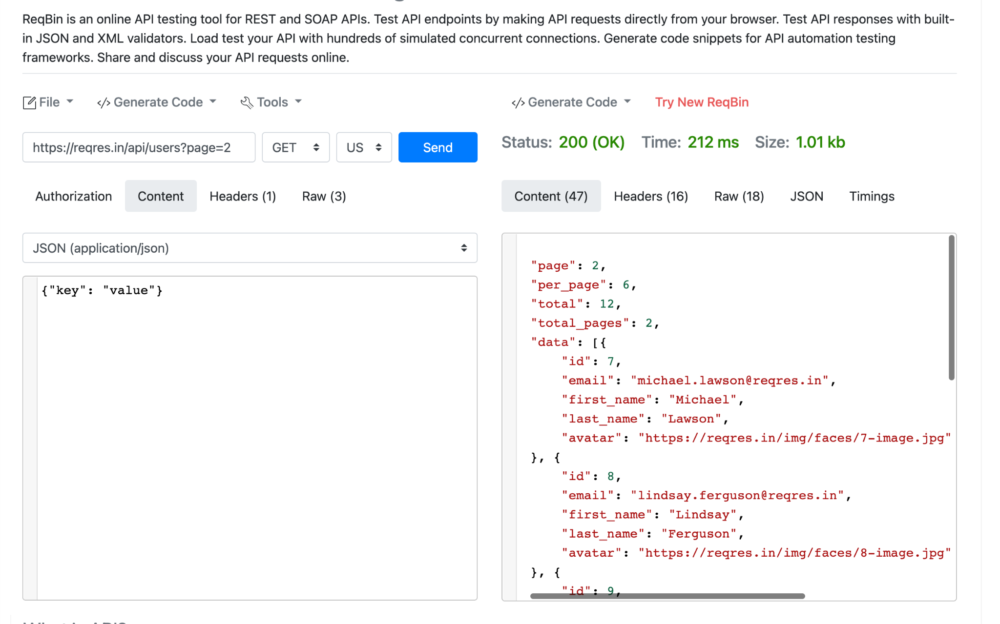 ReqBin is an online API testing tool for REST and SOAP APIs. Test API endpoints by making API requests directly from your browser. Test API responses with built-
in JSON and XML validators. Load test your API with hundreds of simulated concurrent connections. Generate code snippets for API automation testing
frameworks. Share and discuss your API requests online.
File
</> Generate Code
Tools
</> Generate Code
Try New ReqBin
https://reqres.in/api/users?page=2
GET
US
Send
Status: 200 (OK) Time: 212 ms Size: 1.01 kb
Authorization Content Headers (1) Raw (3)
Content (47) Headers (16) Raw (18) JSON Timings
JSON (application/json)
{"key": "value"}
"page": 2,
"per_page": 6,
"total": 12,
"total_pages": 2,
"data": [{
"id": 7,
"email": "michael.lawson@reqres.in",
"first_name": "Michael",
"last_name": "Lawson",
"avatar": "https://reqres.in/img/faces/7-image.jpg"
}, {
"id": 8,
"email": "lindsay.ferguson@reqres.in",
"first_name": "Lindsay",
"last_name": "Ferguson",
"avatar": "https://reqres.in/img/faces/8-image.jpg"
}, {
"id": 9,